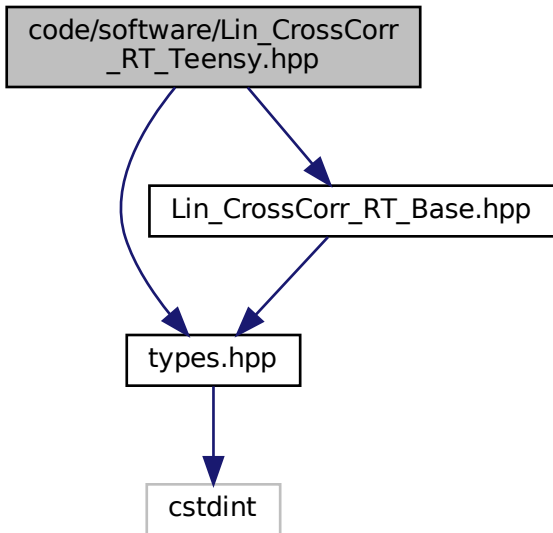 code/software/Lin_CrossCorr
_RT_Teensy.hpp
Lin_CrossCorr_RT_Base.hpp
types.hpp
cstdint